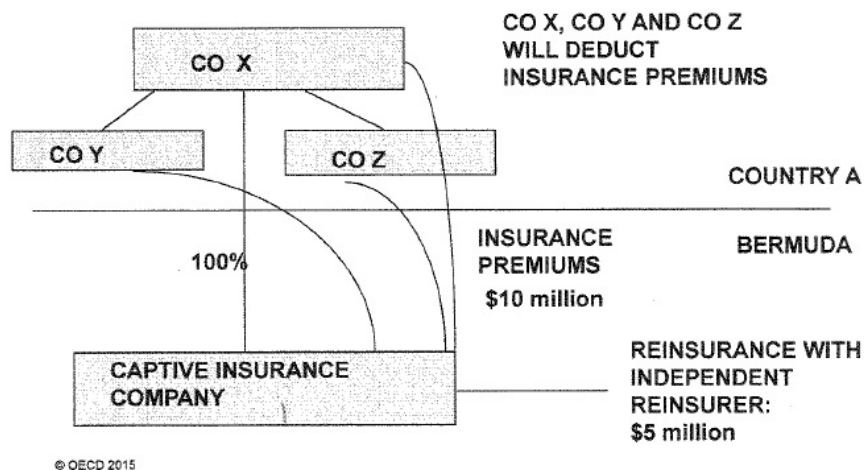 CO X, CO Y AND CO Z
WILL DEDUCT
INSURANCE PREMIUMS
CO X
CO Y
CO Z
COUNTRY A
BERMUDA
100%
INSURANCE
PREMIUMS
$10 million
CAPTIVE INSURANCE
COMPANY
REINSURANCE WITH
INDEPENDENT
REINSURER:
$5 million
© OECD 2015